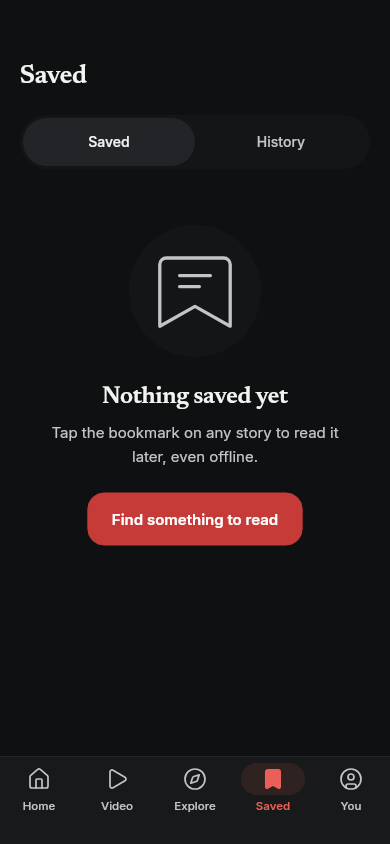 Saved
Saved
History
Nothing saved yet
Tap the bookmark on any story to read it
later, even offline.
Find something to read
Home
Video
Explore
Saved
You